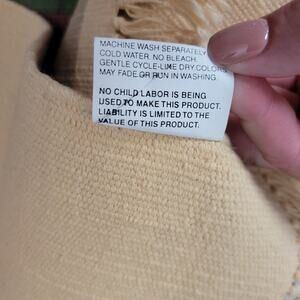 MACHINE WASH SEPARATELY
COLD WATER. NO BLEACH.
GENTLE CYCLE-LINE DRY COLORS
MAY FADE OR RUN IN WASHING.
NO CHILD LABOR IS BEING
USED TO MAKE THIS PRODUCT.
LIABILITY IS LIMITED TO THE
VALUE OF THIS PRODUCT.